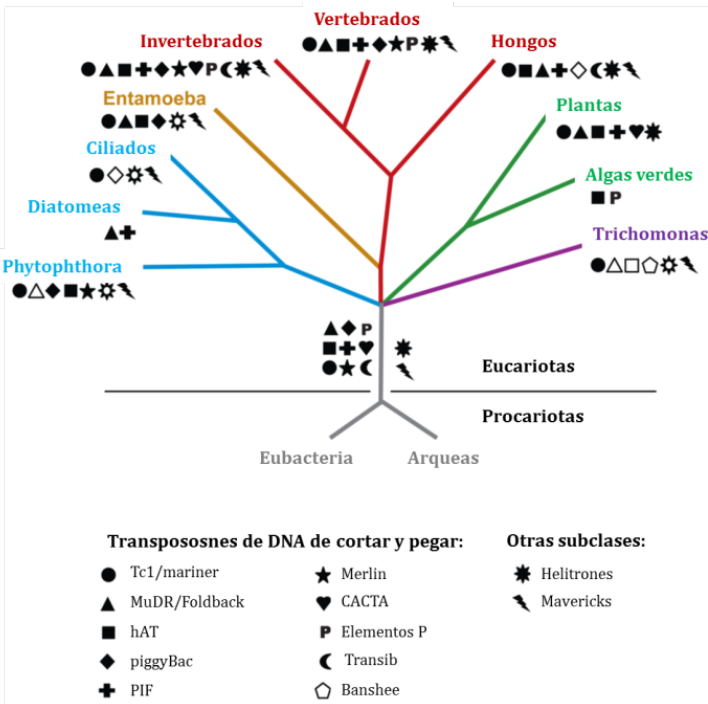 Vertebrados
Invertebrados
Hongos
P
P
Entamoeba
Plantas
Ciliados
Algas verdes
P
Diatomeas
Trichomonas
Phytophthora
P
Eucariotas
Procariotas
Eubacteria
Arqueas
Transpososnes de DNA de cortar y pegar:
Otras subclases:
Tc1/mariner
Merlin
Helitrones
MuDR/Foldback
CACTA
Mavericks
hAT
P Elementos P
piggyBac
Transib
PIF
Banshee